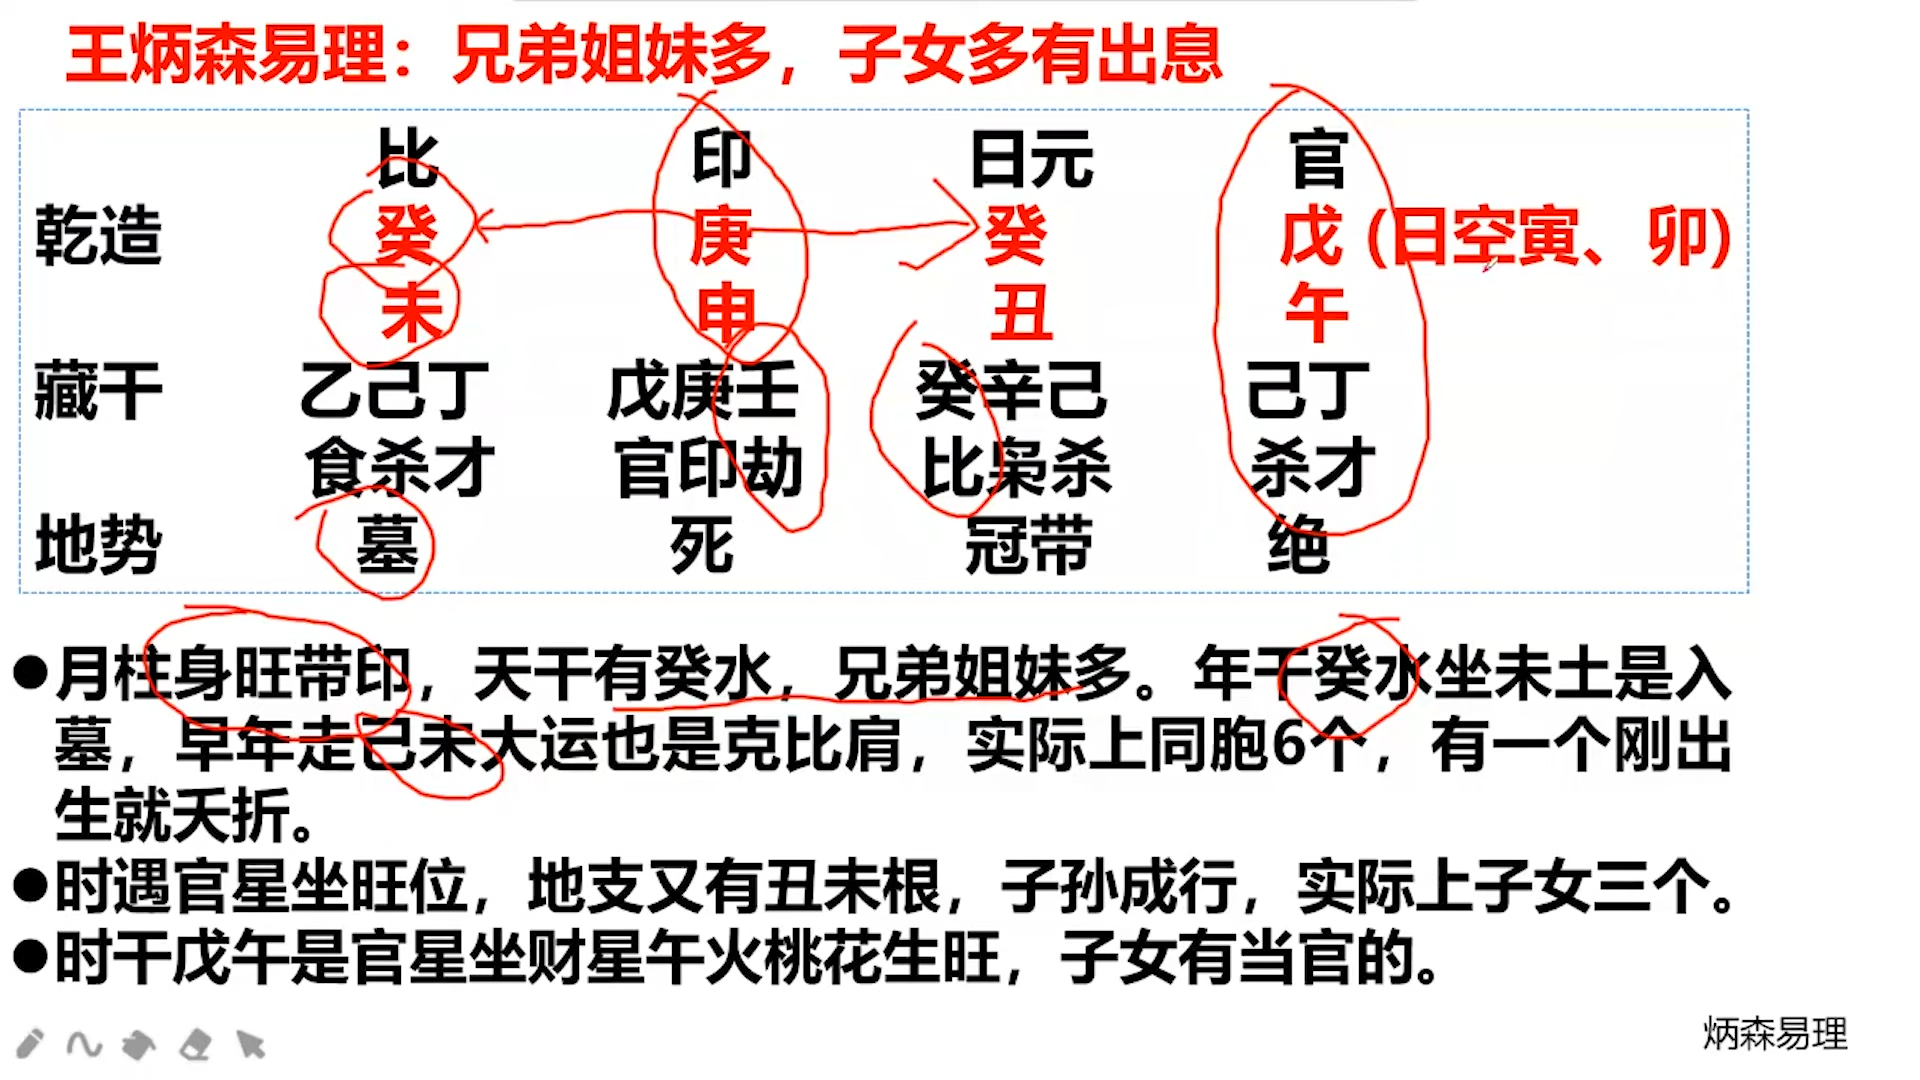 王炳森易理：兄弟姐妹多，子女多有出息
比 印 日元 官
乾造 癸 庚 癸 戊 (日空寅、卯)
未 申 丑 午
藏干 乙己丁 戊庚壬 癸辛己 己丁
食杀才 官印劫 比枭杀 杀才
地势 墓 死 冠带 绝
●月柱身旺带印，天干有癸水，兄弟姐妹多。年干癸水坐未土是入
墓，早年走己未大运也是克比肩，实际上同胞6个，有一个刚出
生就夭折。
●时遇官星坐旺位，地支又有丑未根，子孙成行，实际上子女三个。
●时干戊午是官星坐财星午火桃花生旺，子女有当官的。
炳森易理